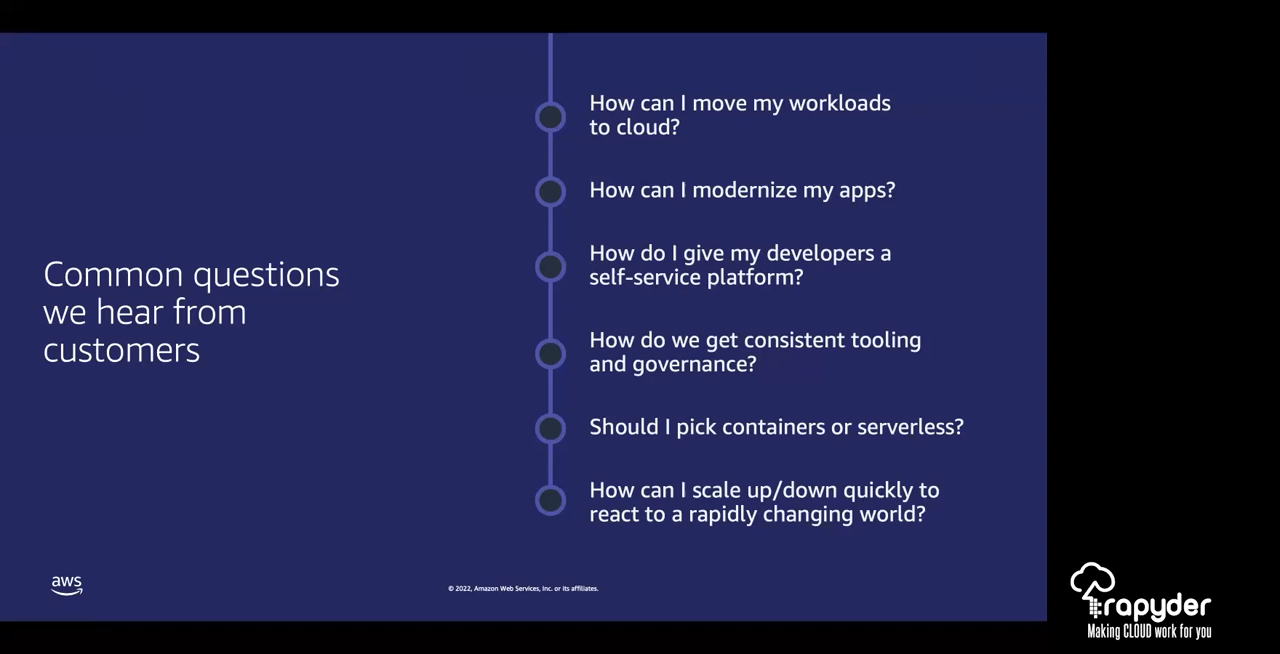 Common questions
we hear from
customers
How can I move my workloads
to cloud?
How can I modernize my apps?
How do I give my developers a
self-service platform?
How do we get consistent tooling
and governance?
Should I pick containers or serverless?
How can I scale up/down quickly to
react to a rapidly changing world?
aws
© 2022, Amazon Web Services, Inc. or its affiliates.
rapyder
Making CLOUD work for you